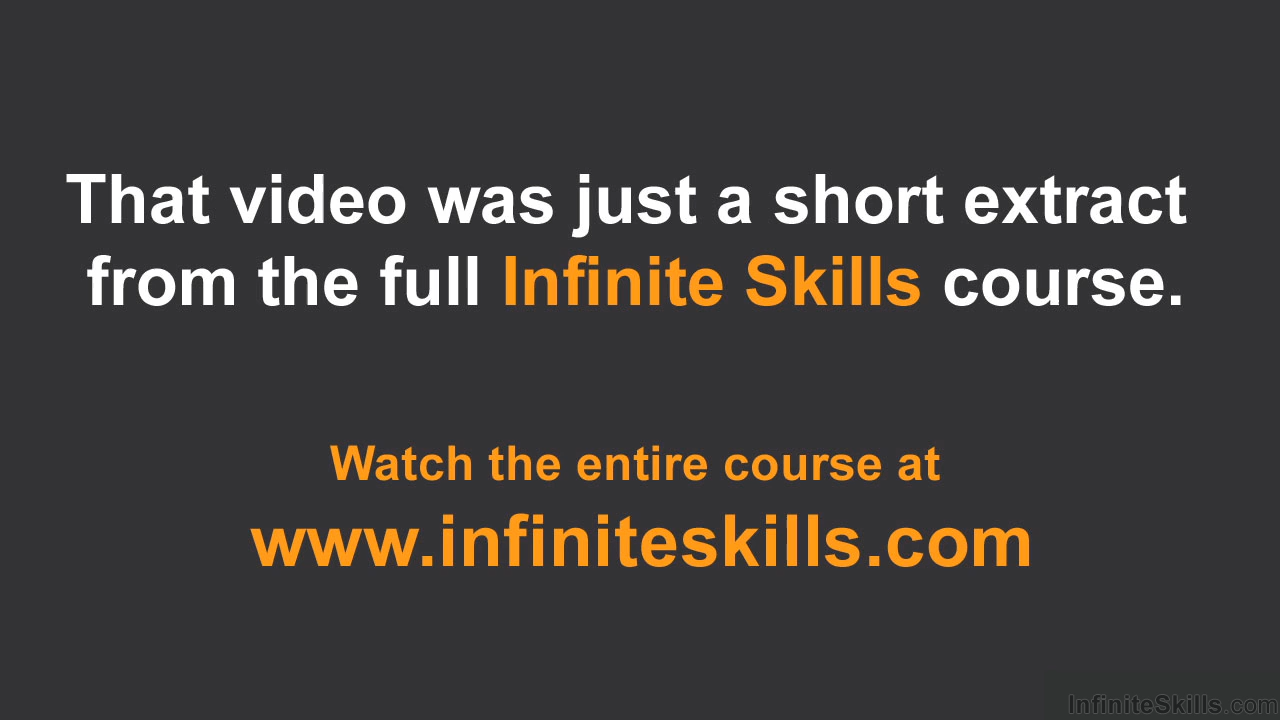 That video was just a short extract
from the full Infinite Skills course.
Watch the entire course at
www.infiniteskills.com
InfiniteSkills.com